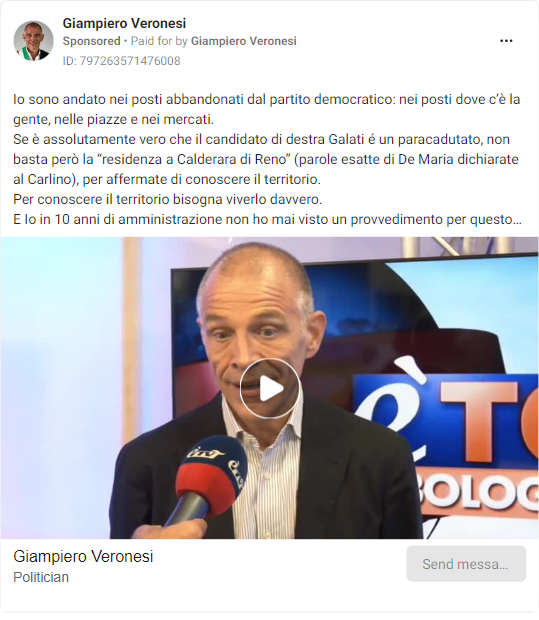 Giampiero Veronesi
Sponsored • Paid for by Giampiero Veronesi
ID: 797263571476008
Io sono andato nei posti abbandonati dal partito democratico: nei posti dove c'è la
gente, nelle piazze e nei mercati.
Se è assolutamente vero che il candidato di destra Galati é un paracadutato, non
basta però la “residenza a Calderara di Reno” (parole esatte di De Maria dichiarate
al Carlino), per affermate di conoscere il territorio.
Per conoscere il territorio bisogna viverlo davvero.
E Io in 10 anni di amministrazione non ho mai visto un provvedimento per questo...
è TO
BOLOG
Giampiero Veronesi
Politician
Send messa...